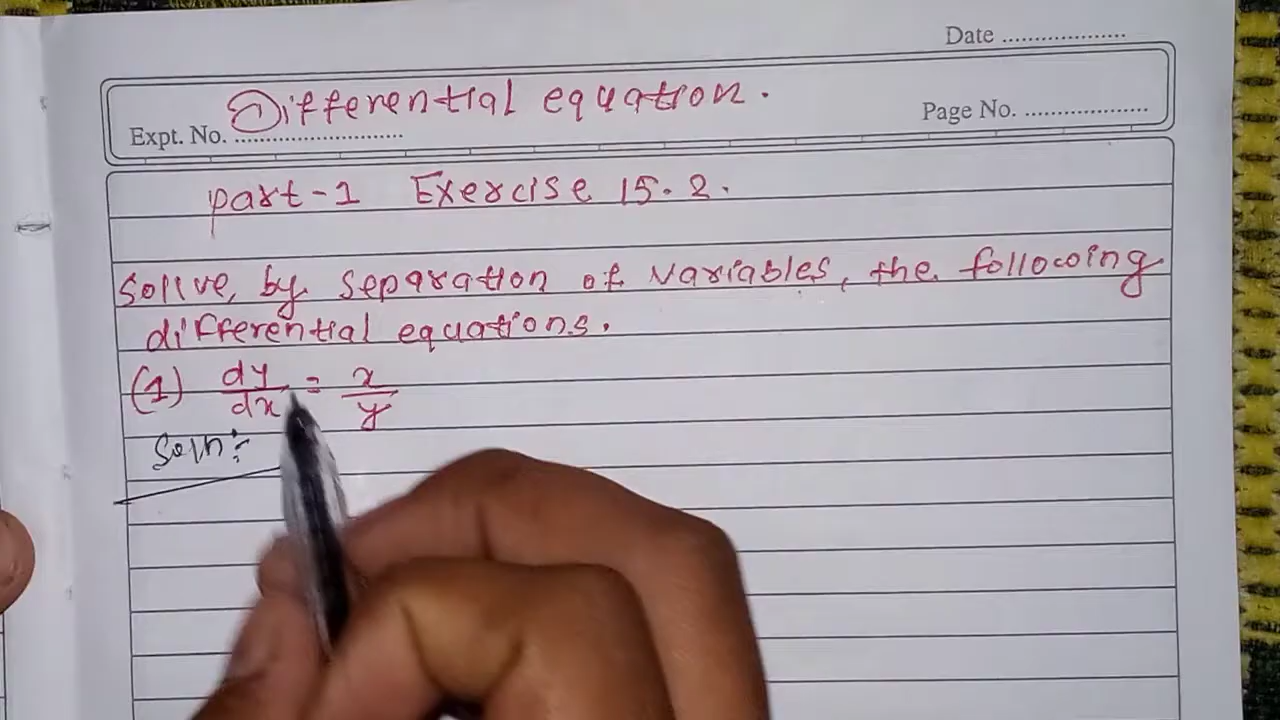 Date ....................
Differential equation.
Expt. No. ............................
Page No. ....................
part-1 Exercise 15.2.
solve, by separation of variables, the following
differential equations.
(1) dy/dx = x/y
Soln:-